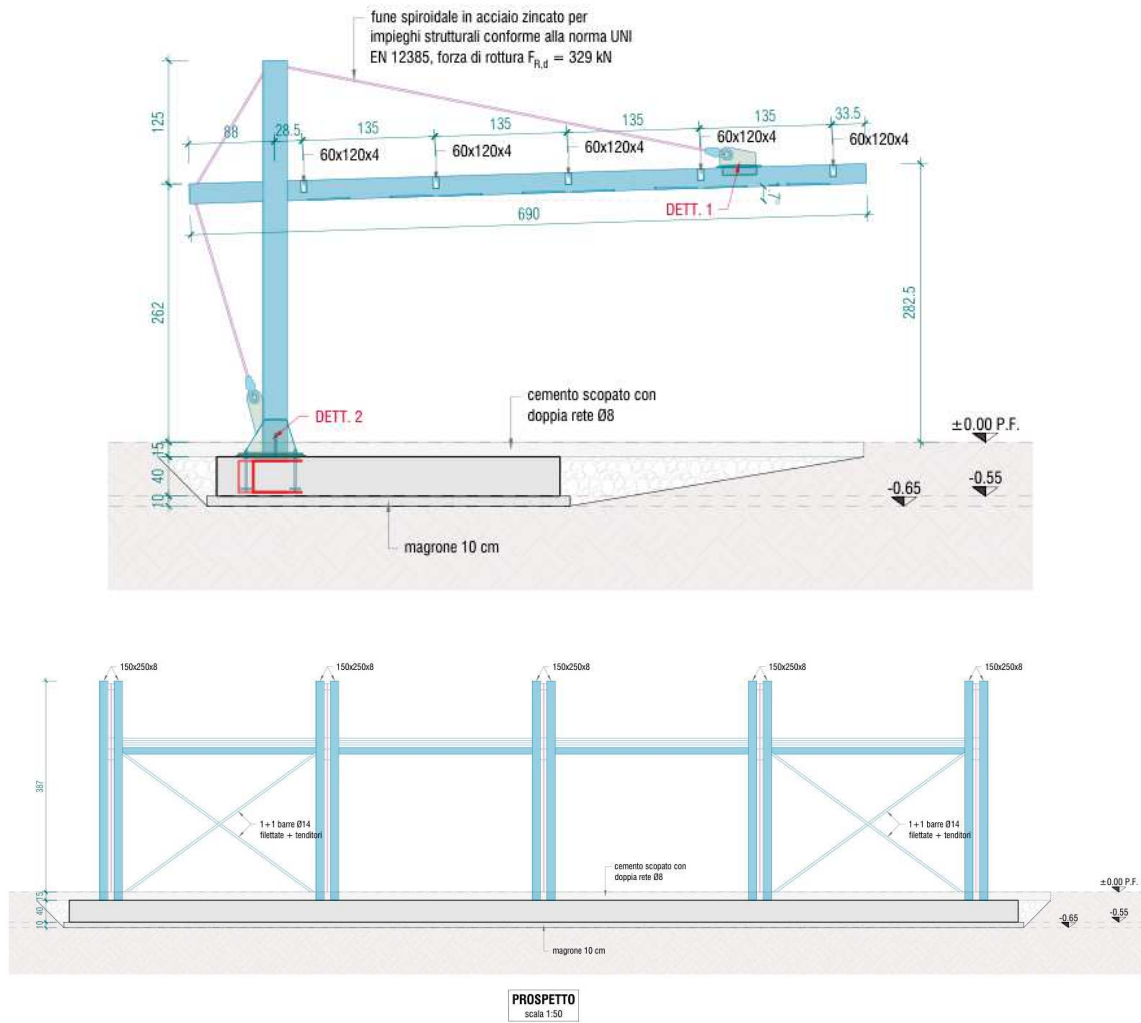 fune spiroidale in acciaio zincato per
impieghi strutturali conforme alla norma UNI
EN 12385, forza di rottura FR,d = 329 kN
125
88
28.5
135
135
135
135
33.5
60x120x4
60x120x4
60x120x4
60x120x4
60x120x4
DETT. 1
690
262
282.5
DETT. 2
cemento scopato con
doppia rete Ø8
±0.00 P.F.
15
40
10
-0.65
-0.55
magrone 10 cm
150x250x8
150x250x8
150x250x8
150x250x8
150x250x8
387
1+1 barre Ø14
filettate + tenditori
1+1 barre Ø14
filettate + tenditori
cemento scopato con
doppia rete Ø8
±0.00 P.F.
15
40
10
-0.65
-0.55
magrone 10 cm
PROSPETTO
scala 1:50